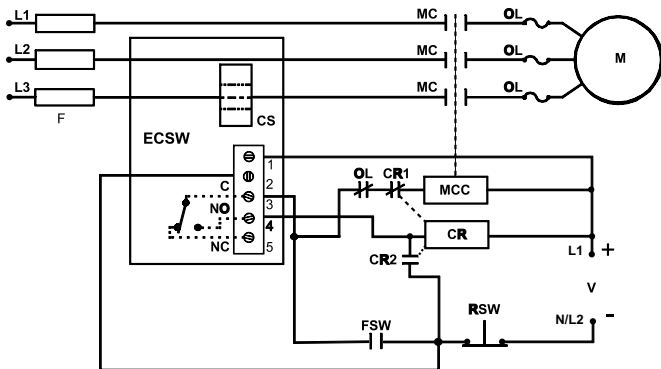 L1 MC OL
L2 MC OL M
L3 MC OL
F CS
ECSW
1
C 2
3
NO 4
NC 5
OL CR1 MCC
CR
CR2
L1 +
V
N/L2 -
FSW RSW